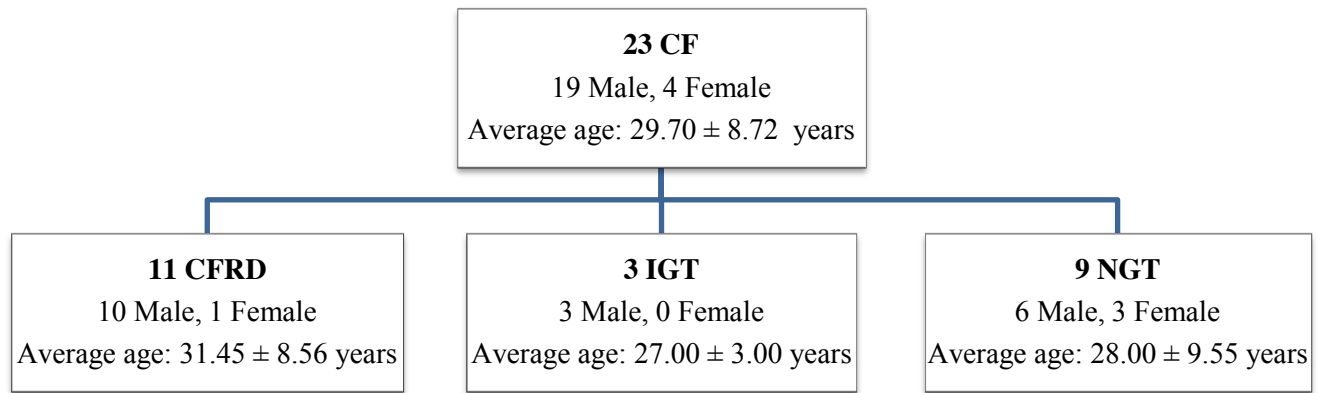 23 CF
19 Male, 4 Female
Average age: 29.70 ± 8.72 years
11 CFRD
10 Male, 1 Female
Average age: 31.45 ± 8.56 years
3 IGT
3 Male, 0 Female
Average age: 27.00 ± 3.00 years
9 NGT
6 Male, 3 Female
Average age: 28.00 ± 9.55 years